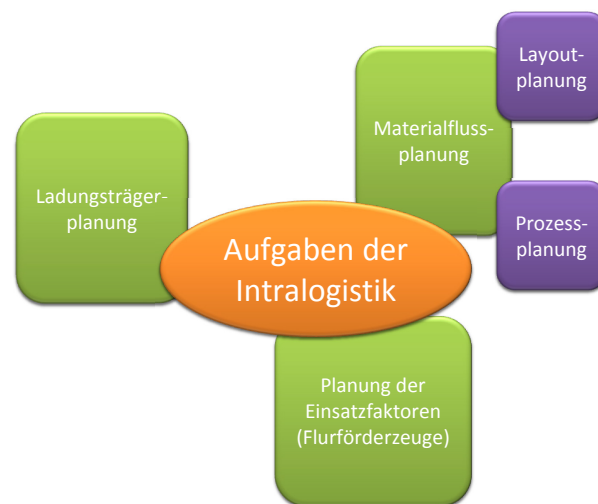 Layout-
planung
Materialfluss-
planung
Ladungsträger-
planung
Prozess-
planung
Aufgaben der
Intralogistik
Planung der
Einsatzfaktoren
(Flurförderzeuge)